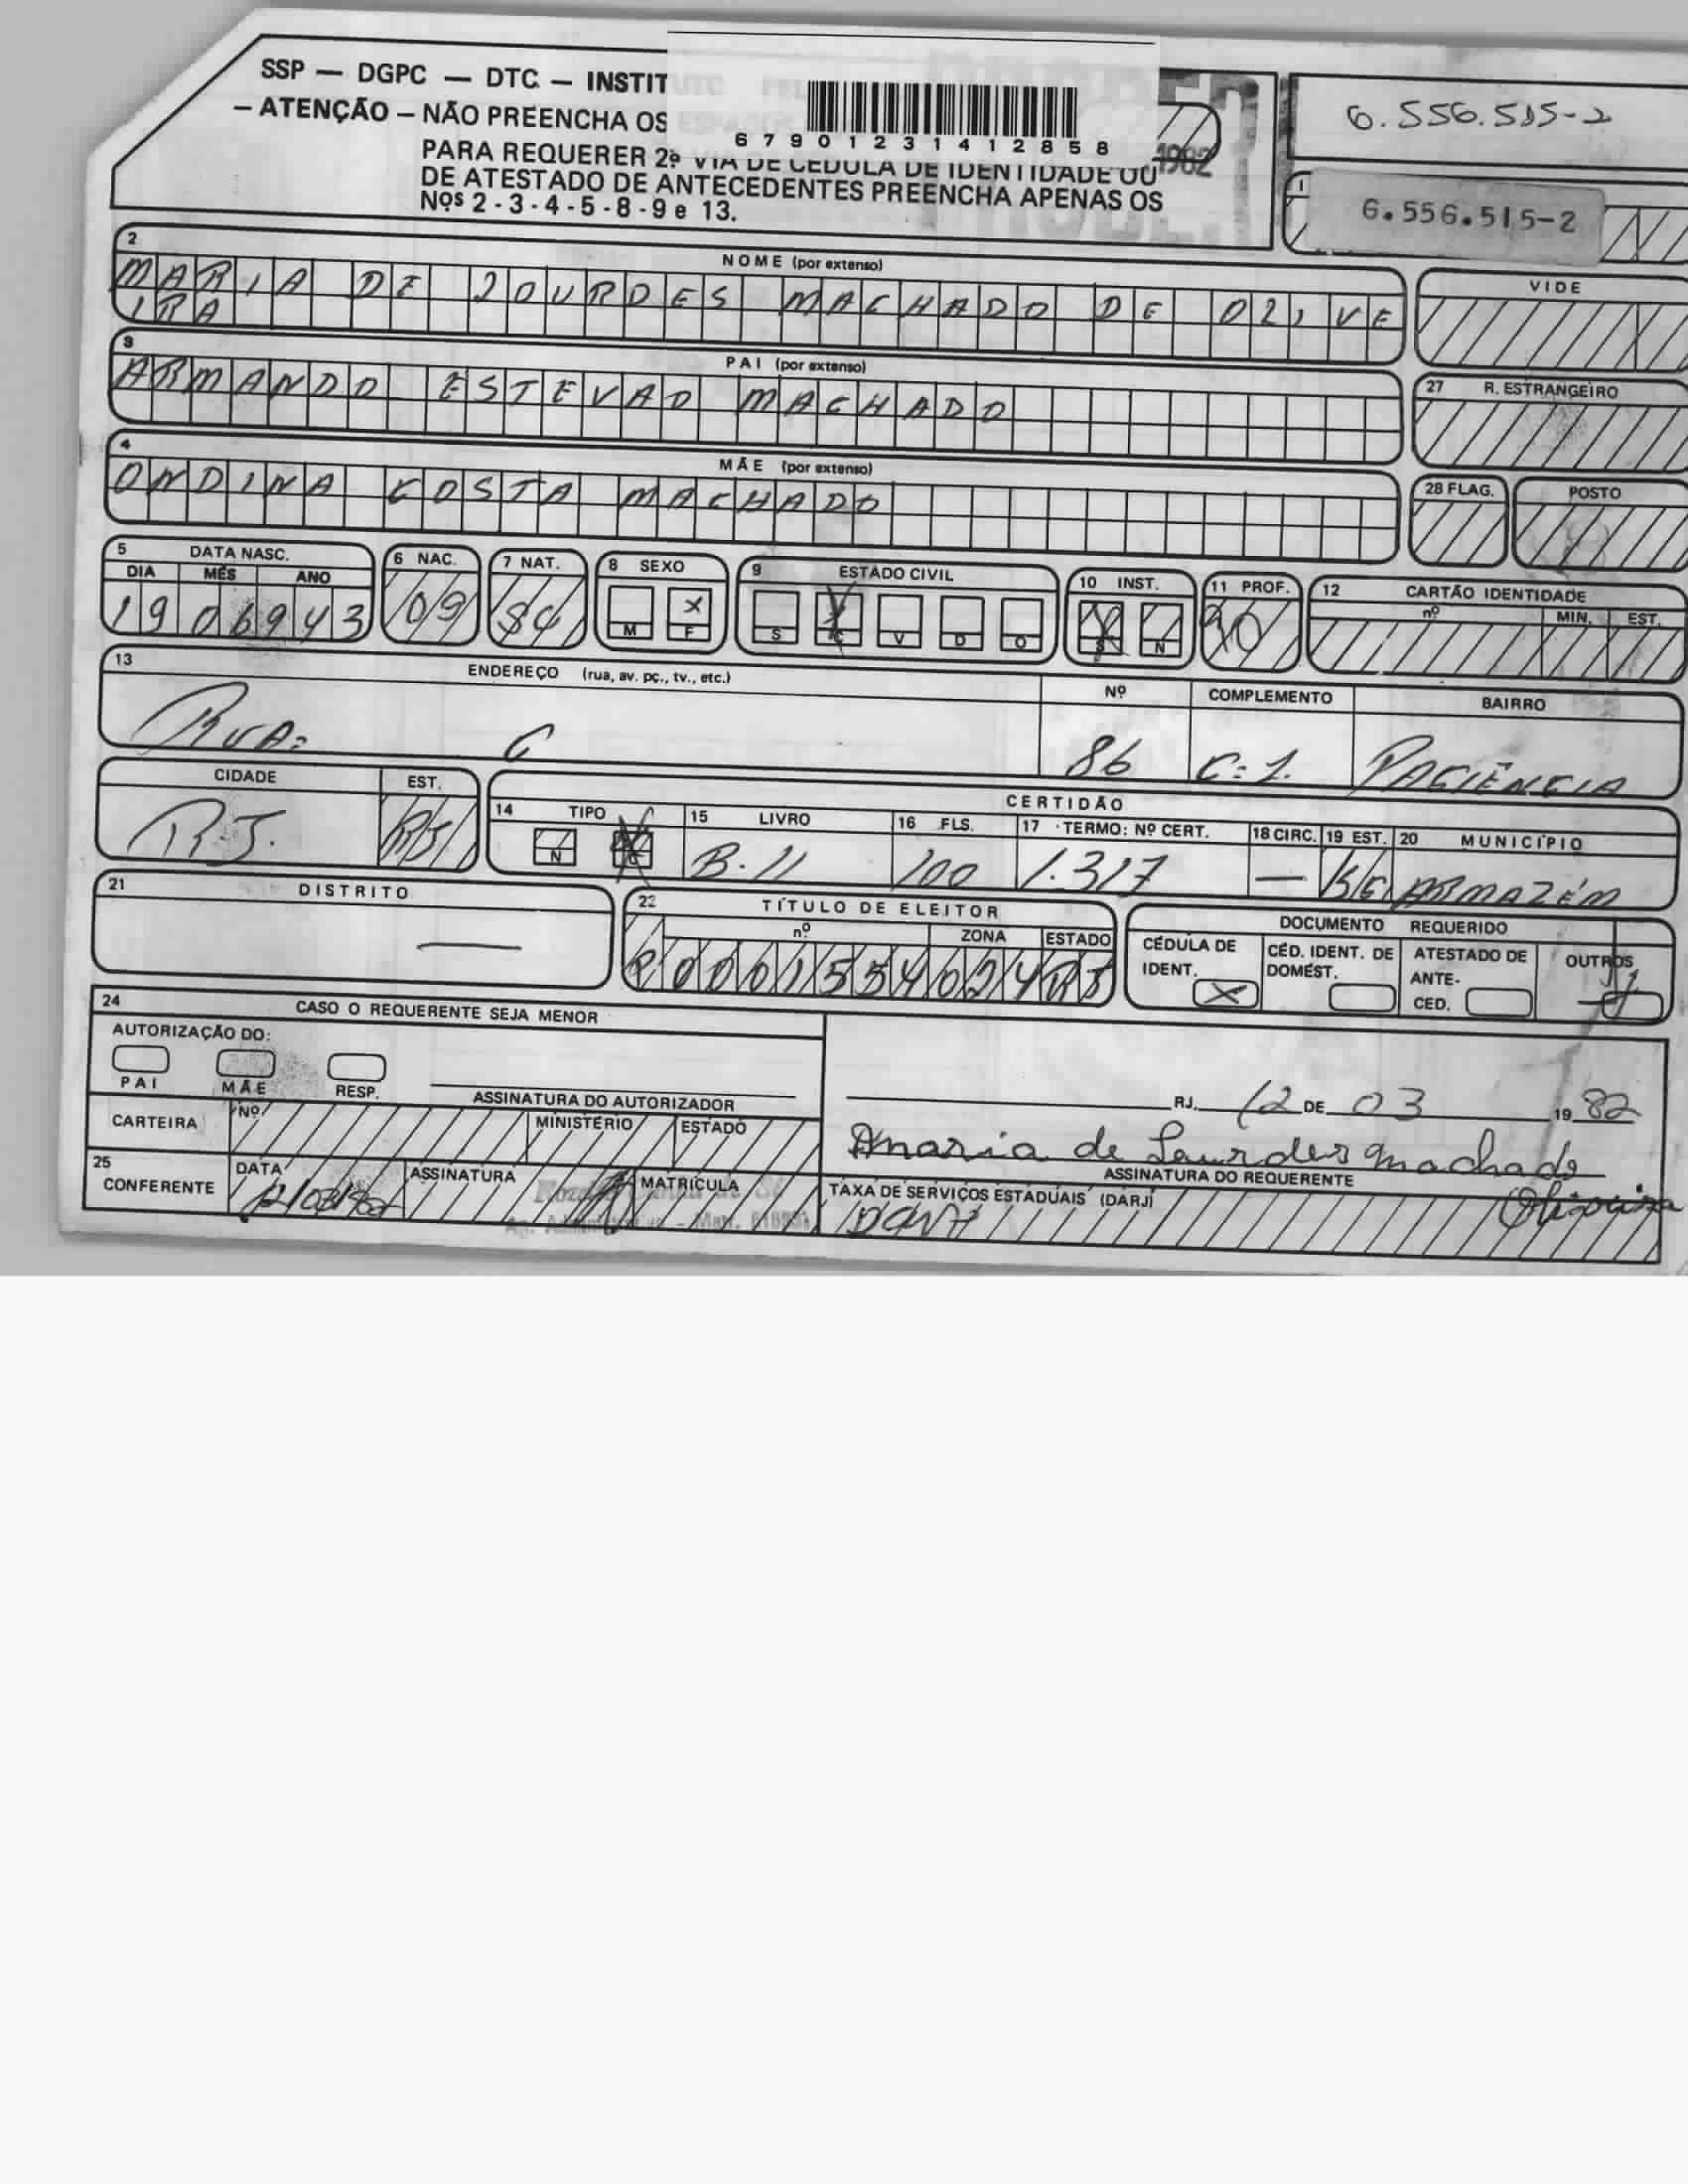 SSP — DGPC — DTC — INSTIT
6.556.515-2
— ATENÇÃO — NÃO PREENCHA OS
67901231412858
1982
PARA REQUERER 2ª VIA DE CÉDULA DE IDENTIDADE OU
DE ATESTADO DE ANTECEDENTES PREENCHA APENAS OS
Nºs 2 - 3 - 4 - 5 - 8 - 9 e 13.
1
6.556.515-2
2 NOME (por extenso)
MARIA DE LOURDES MACHADO DE OLIVE
IRA
VIDE
3 PAI (por extenso)
ARMANDO ESTEVAO MACHADO
27 R. ESTRANGEIRO
4 MÃE (por extenso)
ONDINA COSTA MACHADO
28 FLAG. POSTO
5 DATA NASC. 6 NAC. 7 NAT. 8 SEXO 9 ESTADO CIVIL 10 INST. 11 PROF. 12 CARTÃO IDENTIDADE
DIA MÊS ANO nº MIN. EST.
19 06 943 09 SC X X 90
M F S C V D O S N
13 ENDEREÇO (rua, av. pç., tv., etc.) Nº COMPLEMENTO BAIRRO
RUA: C 86 C-1. PACIÊNCIA
CIDADE EST. CERTIDÃO
14 TIPO 15 LIVRO 16 FLS. 17 TERMO: Nº CERT. 18 CIRC. 19 EST. 20 MUNICÍPIO
RJ. RJ N C B.11 100 1.317 — ARMAZÉM
21 DISTRITO 22 TÍTULO DE ELEITOR DOCUMENTO REQUERIDO
nº ZONA ESTADO CÉDULA DE IDENT. CÉD. IDENT. DE DOMÉST. ATESTADO DE ANTE-CED. OUTROS
— 0001554024RJ X
24 CASO O REQUERENTE SEJA MENOR
AUTORIZAÇÃO DO:
PAI MÃE RESP. ASSINATURA DO AUTORIZADOR
RJ, 12 DE 03 19 82
CARTEIRA Nº MINISTÉRIO ESTADO
Maria de Lourdes Machado Oliveira
ASSINATURA DO REQUERENTE
25 CONFERENTE DATA ASSINATURA MATRÍCULA
12/03/82
TAXA DE SERVIÇOS ESTADUAIS (DARJ)